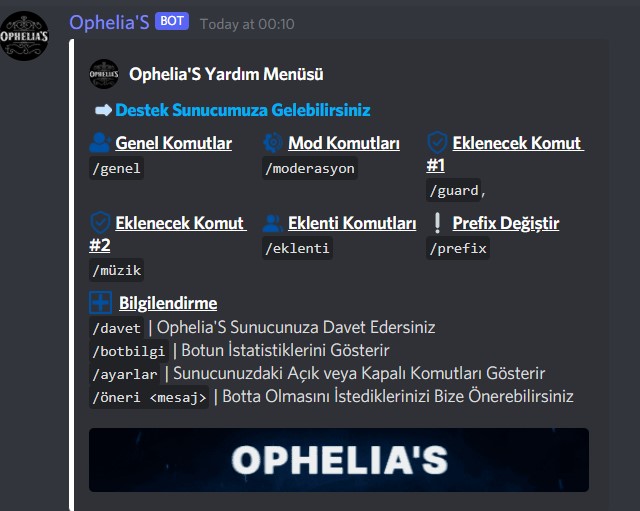 OPHELIA'S
Ophelia'S BOT Today at 00:10
OPHELIA'S
Ophelia'S Yardım Menüsü
Destek Sunucumuza Gelebilirsiniz
Genel Komutlar
/genel
Mod Komutları
/moderasyon
Eklenecek Komut
#1
/guard,
Eklenecek Komut
#2
/müzik
Eklenti Komutları
/eklenti
Prefix Değiştir
/prefix
Bilgilendirme
/davet | Ophelia'S Sunucunuza Davet Edersiniz
/botbilgi | Botun İstatistiklerini Gösterir
/ayarlar | Sunucunuzdaki Açık veya Kapalı Komutları Gösterir
/öneri <mesaj> | Botta Olmasını İstediklerinizi Bize Önerebilirsiniz
OPHELIA'S